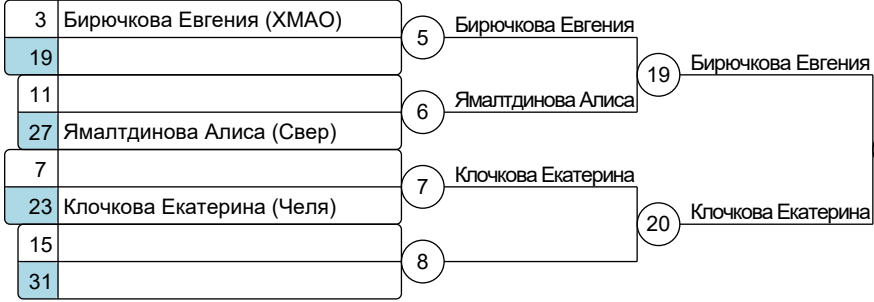 3 Бирючкова Евгения (ХМАО)
19
11
27 Ямалтдинова Алиса (Свер)
7
23 Клочкова Екатерина (Челя)
15
31
5
6
7
8
Бирючкова Евгения
Ямалтдинова Алиса
Клочкова Екатерина
19
20
Бирючкова Евгения
Клочкова Екатерина